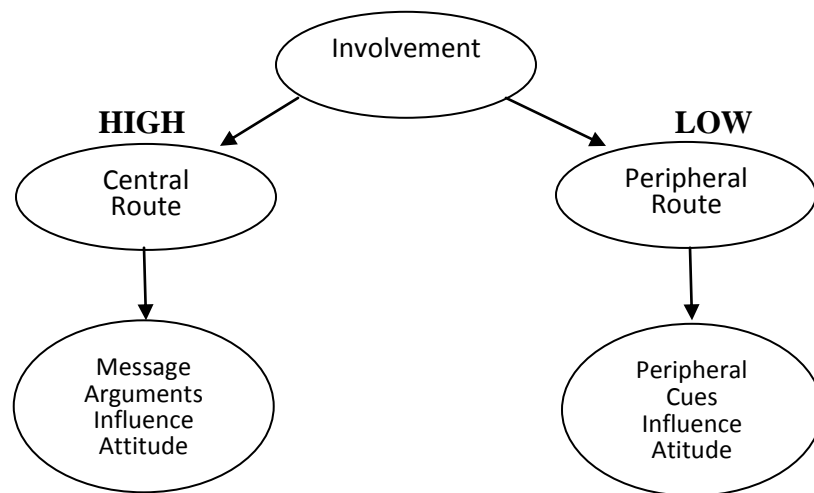 Involvement
HIGH
LOW
Central
Route
Peripheral
Route
Message
Arguments
Influence
Attitude
Peripheral
Cues
Influence
Atitude